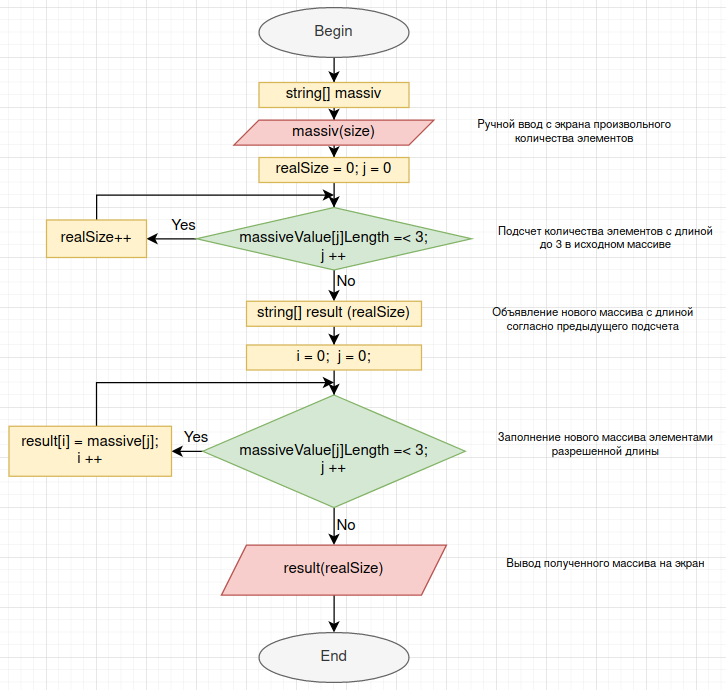 Begin
string[] massiv
massiv(size)
Ручной ввод с экрана произвольного
количества элементов
realSize = 0; j = 0
Yes
realSize++
massiveValue[j]Length =< 3;
j ++
Подсчет количества элементов с длиной
до 3 в исходном массиве
No
string[] result (realSize)
Объявление нового массива с длиной
согласно предыдущего подсчета
i = 0; j = 0;
Yes
result[i] = massive[j];
i ++
massiveValue[j]Length =< 3;
j ++
Заполнение нового массива элементами
разрешенной длины
No
result(realSize)
Вывод полученного массива на экран
End